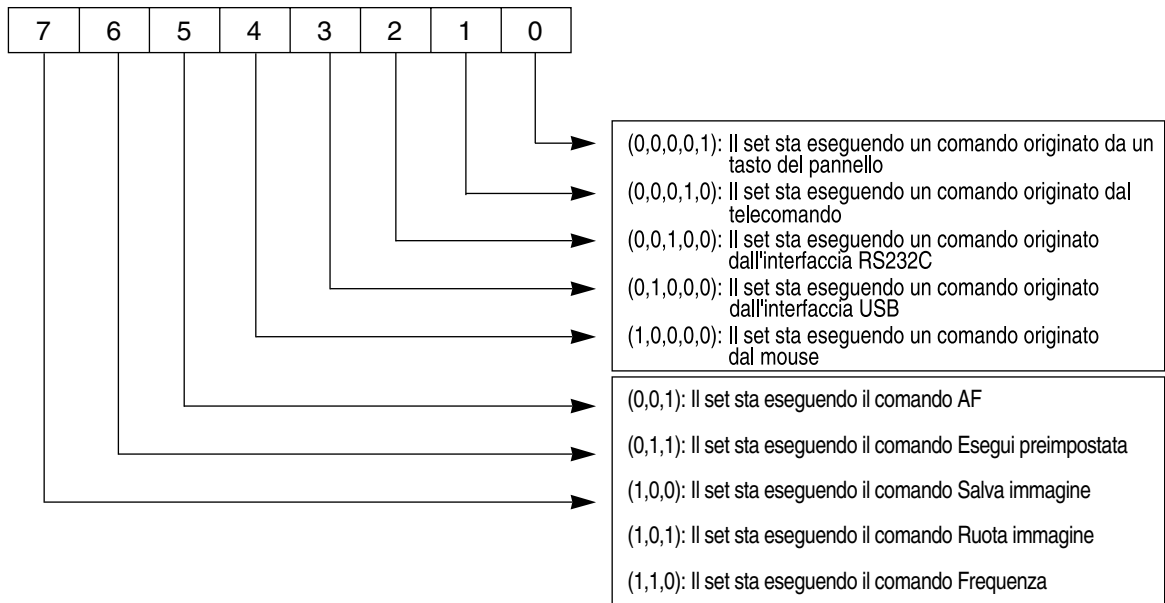 7 6 5 4 3 2 1 0
(0,0,0,0,1): Il set sta eseguendo un comando originato da un
tasto del pannello
(0,0,0,1,0): Il set sta eseguendo un comando originato dal
telecomando
(0,0,1,0,0): Il set sta eseguendo un comando originato
dall'interfaccia RS232C
(0,1,0,0,0): Il set sta eseguendo un comando originato
dall'interfaccia USB
(1,0,0,0,0): Il set sta eseguendo un comando originato
dal mouse
(0,0,1): Il set sta eseguendo il comando AF
(0,1,1): Il set sta eseguendo il comando Esegui preimpostata
(1,0,0): Il set sta eseguendo il comando Salva immagine
(1,0,1): Il set sta eseguendo il comando Ruota immagine
(1,1,0): Il set sta eseguendo il comando Frequenza